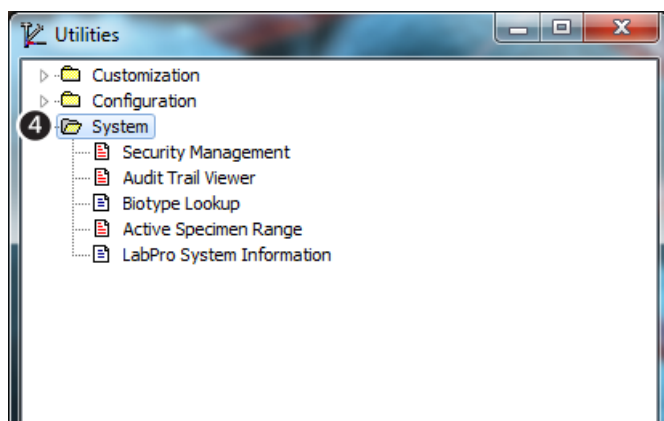 Utilities
Customization
Configuration
4 System
Security Management
Audit Trail Viewer
Biotype Lookup
Active Specimen Range
LabPro System Information